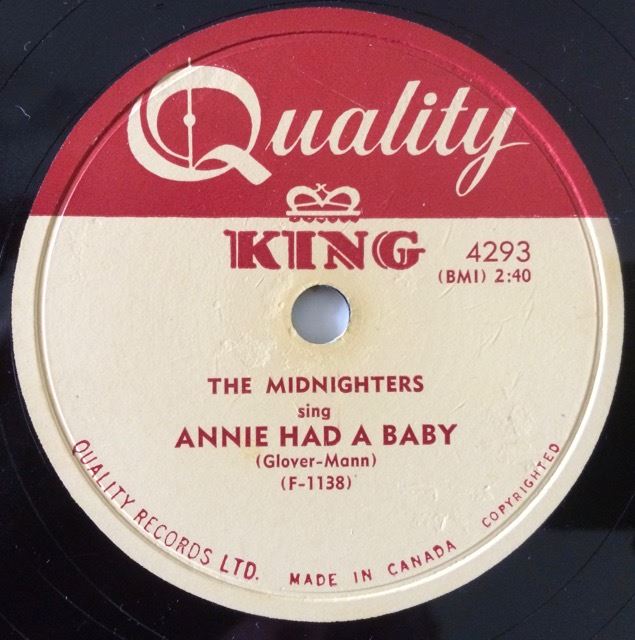 Quality
KING
4293
(BMI) 2:40
THE MIDNIGHTERS
sing
ANNIE HAD A BABY
(Glover-Mann)
(F-1138)
QUALITY RECORDS LTD. MADE IN CANADA COPYRIGHTED